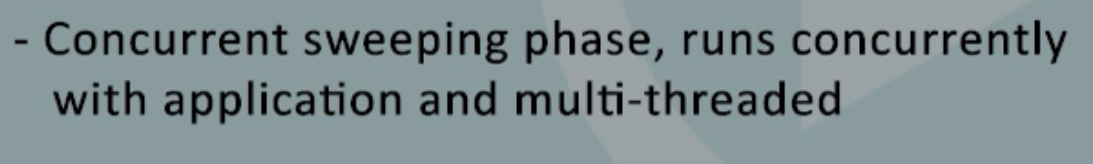 - Concurrent sweeping phase, runs concurrently
with application and multi-threaded